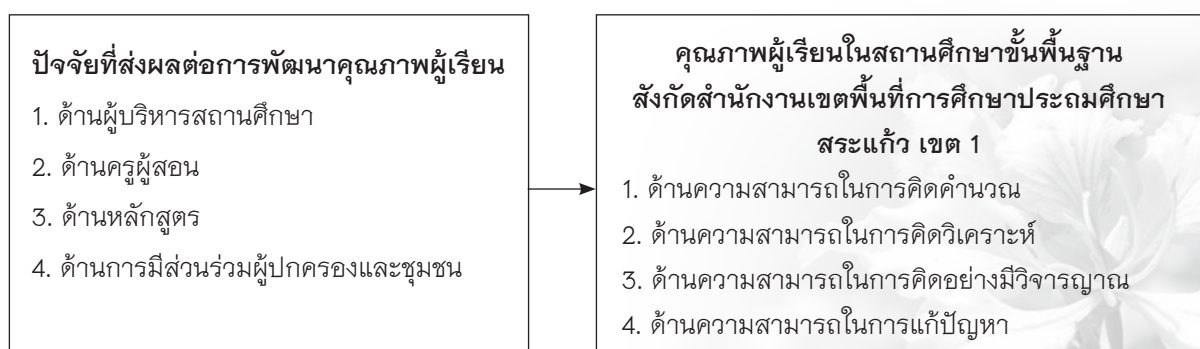 ปัจจัยที่ส่งผลต่อการพัฒนาคุณภาพผู้เรียน
1. ด้านผู้บริหารสถานศึกษา
2. ด้านครูผู้สอน
3. ด้านหลักสูตร
4. ด้านการมีส่วนร่วมผู้ปกครองและชุมชน
คุณภาพผู้เรียนในสถานศึกษาขั้นพื้นฐาน
สังกัดสำนักงานเขตพื้นที่การศึกษาประถมศึกษา
สระแก้ว เขต 1
1. ด้านความสามารถในการคิดคำนวณ
2. ด้านความสามารถในการคิดวิเคราะห์
3. ด้านความสามารถในการคิดอย่างมีวิจารญาณ
4. ด้านความสามารถในการแก้ปัญหา